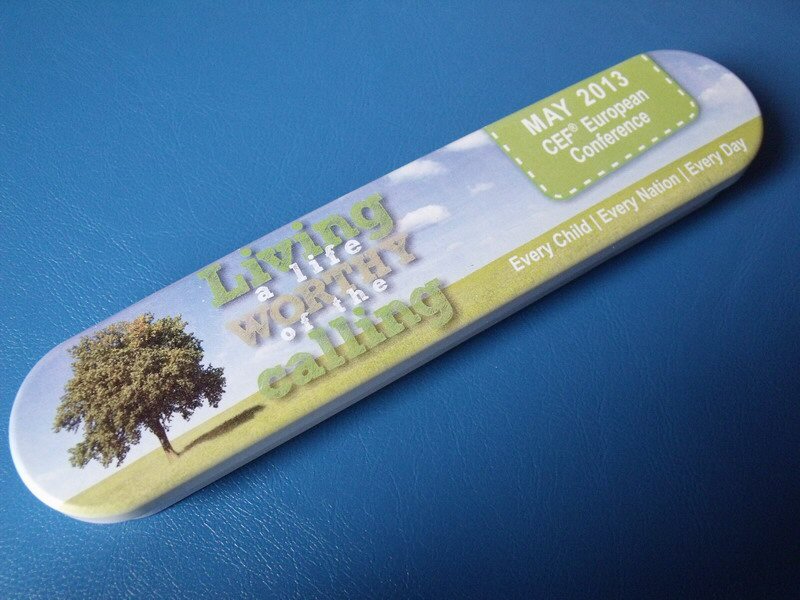 Living
a life
WORTHY
of the
calling
MAY 2013
CEF® European
Conference
Every Child | Every Nation | Every Day